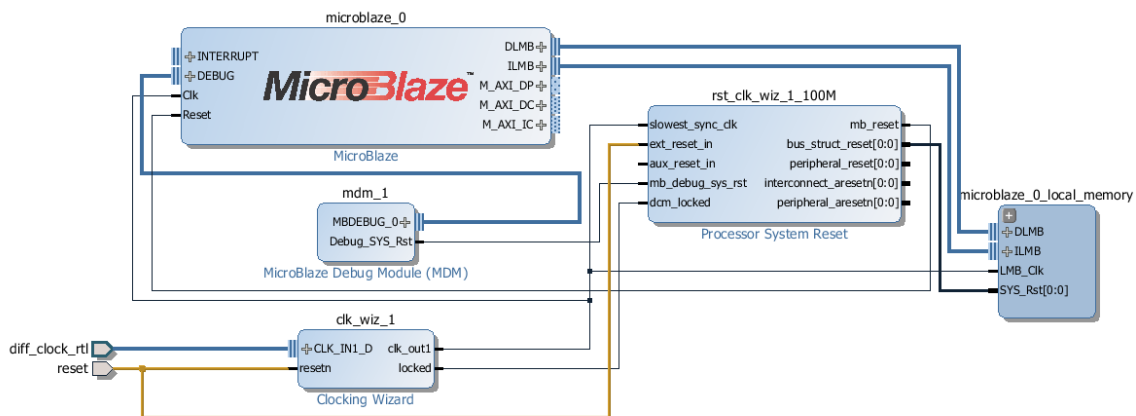 microblaze_0
INTERRUPT
DEBUG
Clk
Reset
MicroBlaze™
DLMB
ILMB
M_AXI_DP
M_AXI_DC
M_AXI_IC
MicroBlaze
rst_clk_wiz_1_100M
slowest_sync_clk
ext_reset_in
aux_reset_in
mb_debug_sys_rst
dcm_locked
mb_reset
bus_struct_reset[0:0]
peripheral_reset[0:0]
interconnect_aresetn[0:0]
peripheral_aresetn[0:0]
Processor System Reset
mdm_1
MBDEBUG_0
Debug_SYS_Rst
MicroBlaze Debug Module (MDM)
microblaze_0_local_memory
DLMB
ILMB
LMB_Clk
SYS_Rst[0:0]
clk_wiz_1
CLK_IN1_D
resetn
clk_out1
locked
Clocking Wizard
diff_clock_rtl
reset